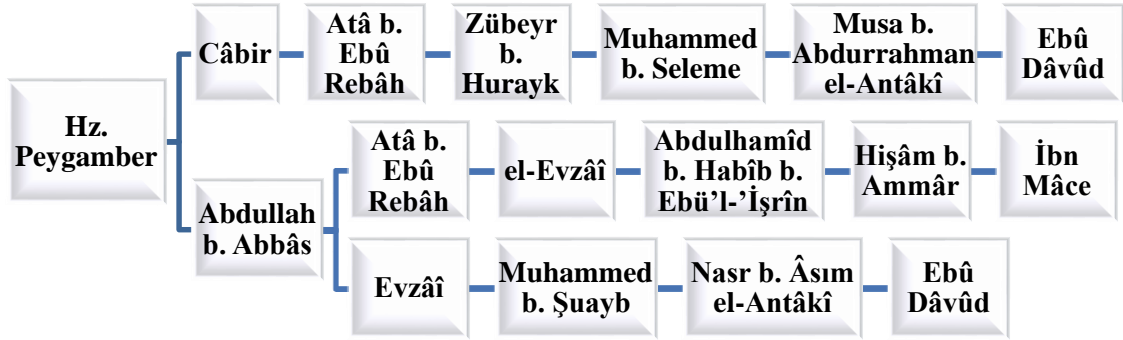 Hz.
Peygamber
Câbir
Atâ b.
Ebû
Rebâh
Zübeyr
b.
Hurayk
Muhammed
b. Seleme
Musa b.
Abdurrahman
el-Antâkî
Ebû
Dâvûd
Abdullah
b. Abbâs
Atâ b.
Ebû
Rebâh
el-Evzâî
Abdulhamîd
b. Habîb b.
Ebü’l-’İşrîn
Hişâm b.
Ammâr
İbn
Mâce
Evzâî
Muhammed
b. Şuayb
Nasr b. Âsım
el-Antâkî
Ebû
Dâvûd